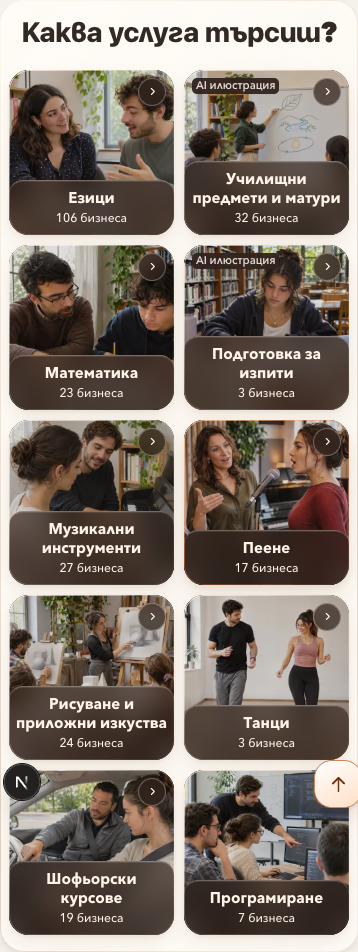 Каква услуга търсиш?
Езици
106 бизнеса
AI илюстрация
Училищни
предмети и матури
32 бизнеса
Математика
23 бизнеса
AI илюстрация
Подготовка за
изпити
3 бизнеса
Музикални
инструменти
27 бизнеса
Пеене
17 бизнеса
Рисуване и
приложни изкуства
24 бизнеса
Танци
3 бизнеса
N
Шофьорски
курсове
19 бизнеса
Програмиране
7 бизнеса